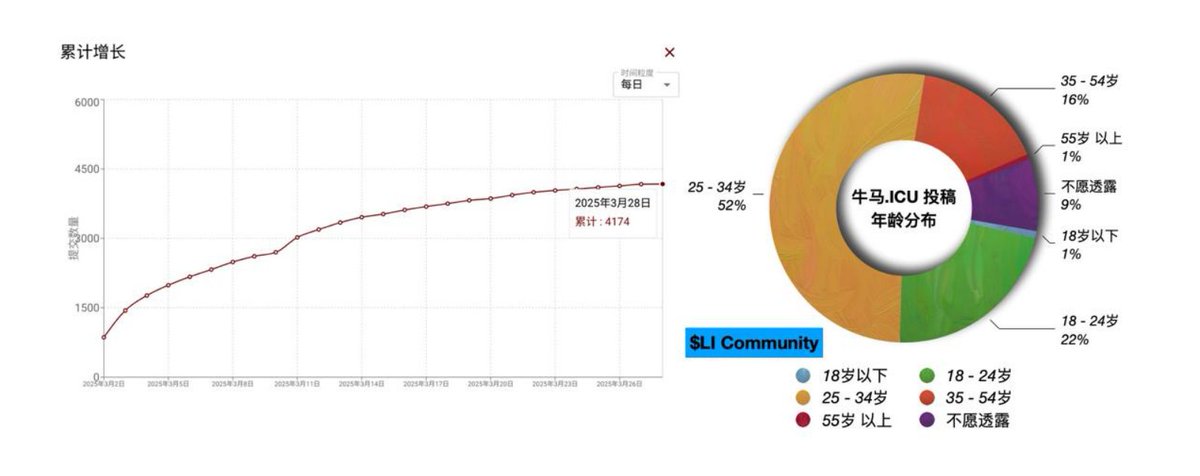 累计增长
×
时间粒度
每日
6000
4500
3000
1500
0
提交数量
2025年3月28日
累计 : 4174
2025年3月2日
2025年3月5日
2025年3月8日
2025年3月11日
2025年3月14日
2025年3月17日
2025年3月20日
2025年3月23日
2025年3月26日
35 - 54岁
16%
55岁 以上
1%
25 - 34岁
52%
不愿透露
9%
牛马.ICU 投稿
年龄分布
18岁以下
1%
18 - 24岁
22%
$LI Community
18岁以下
18 - 24岁
25 - 34岁
35 - 54岁
55岁 以上
不愿透露